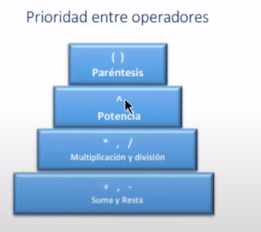 Prioridad entre operadores
( )
Paréntesis
^
Potencia
* , /
Multiplicación y división
+ , -
Suma y Resta